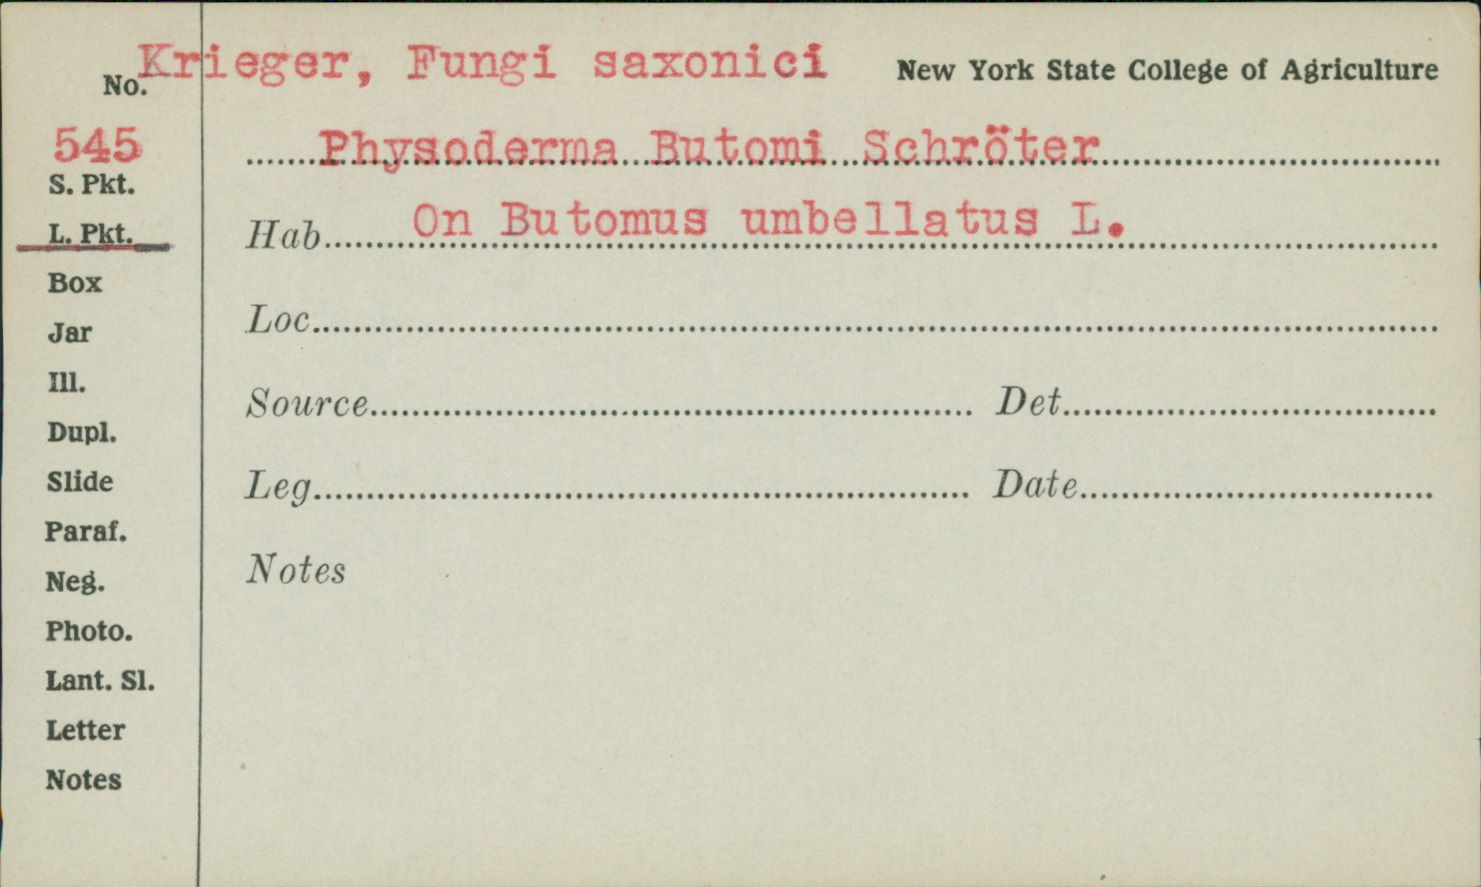 Krieger, Fungi saxonici New York State College of Agriculture
No.
545 Physoderma Butomi Schröter
S. Pkt.
L. Pkt. Hab. On Butomus umbellatus L.
Box
Loc.
Jar
Ill.
Source Det.
Dupl.
Slide Leg. Date
Paraf.
Neg. Notes
Photo.
Lant. Sl.
Letter
Notes